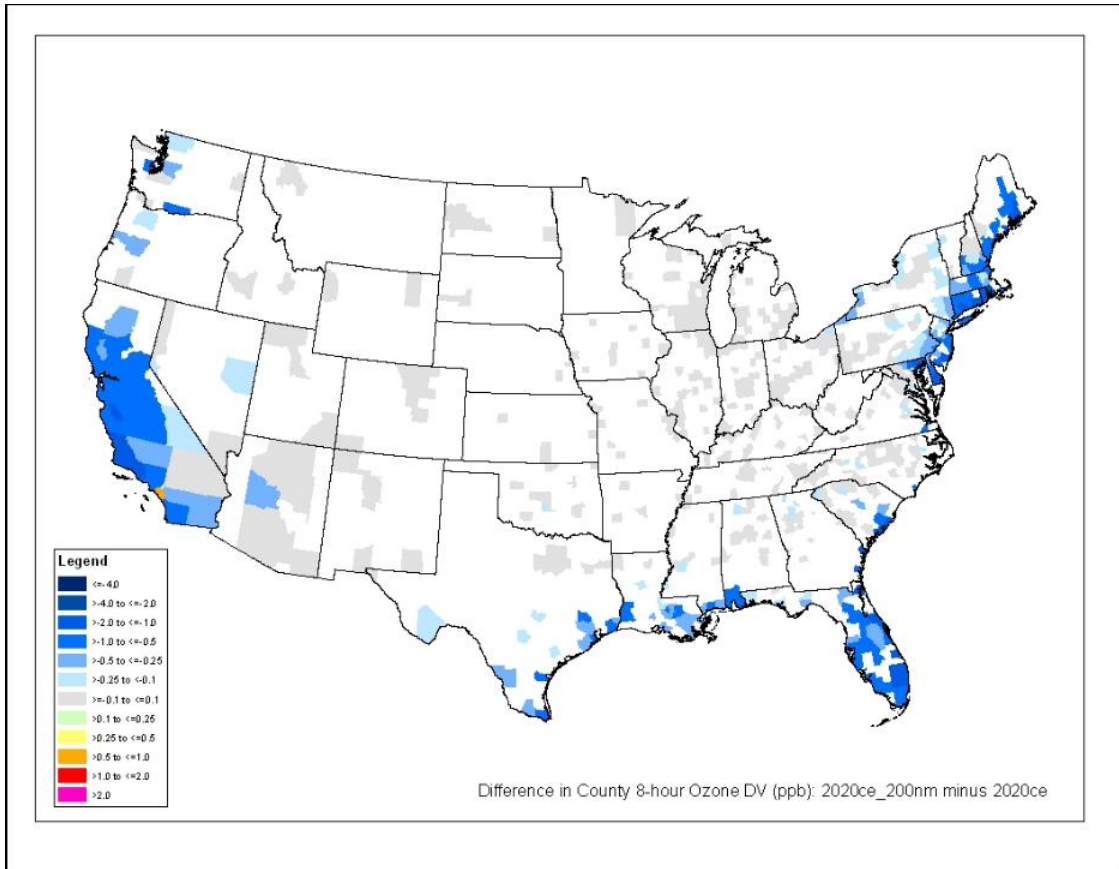 Legend
<=-4.0
>-4.0 to <=-2.0
>-2.0 to <=-1.0
>-1.0 to <=-0.5
>-0.5 to <=-0.25
>-0.25 to <-0.1
>=-0.1 to <=0.1
>0.1 to <=0.25
>0.25 to <=0.5
>0.5 to <=1.0
>1.0 to <=2.0
>2.0
Difference in County 8-hour Ozone DV (ppb): 2020ce_200nm minus 2020ce